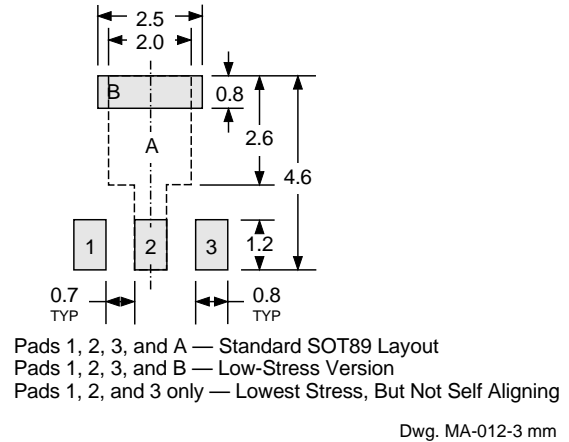 2.5
2.0
B
0.8
A
2.6
4.6
1
2
3
1.2
0.7
TYP
0.8
TYP
Pads 1, 2, 3, and A — Standard SOT89 Layout
Pads 1, 2, 3, and B — Low-Stress Version
Pads 1, 2, and 3 only — Lowest Stress, But Not Self Aligning
Dwg. MA-012-3 mm